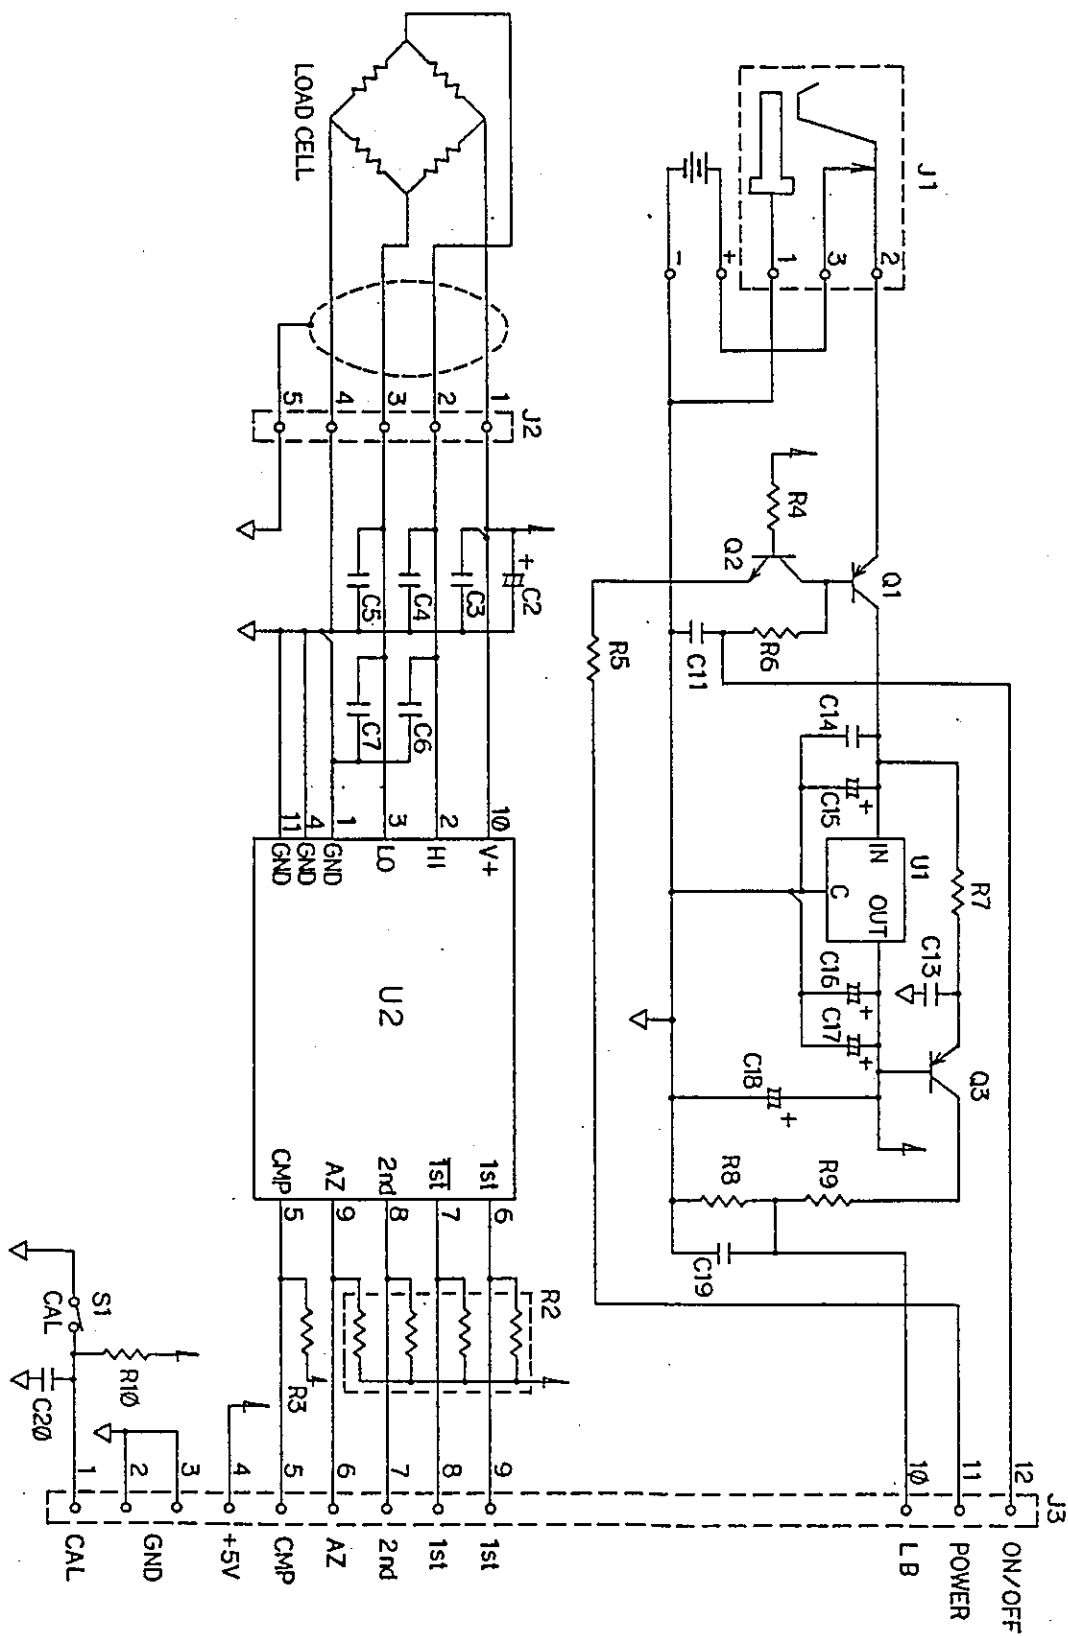 J1
2
3
1
+
-
Q1
Q2
R4
R5
R6
C11
C14
C15
+
U1
IN
OUT
C
R7
C13
C16
+
C17
+
Q3
C18
+
R8
R9
C19
LOAD CELL
J2
1
2
3
4
5
+
C2
C3
C4
C5
C6
C7
10
2
3
1
4
11
V+
HI
LO
GND
GND
GND
U2
1st
1st
2nd
AZ
CMP
6
7
8
9
5
R2
R3
S1
CAL
R10
C20
J3
12
11
10
9
8
7
6
5
4
3
2
1
ON/OFF
POWER
LB
1st
1st
2nd
AZ
CMP
+5V
GND
CAL